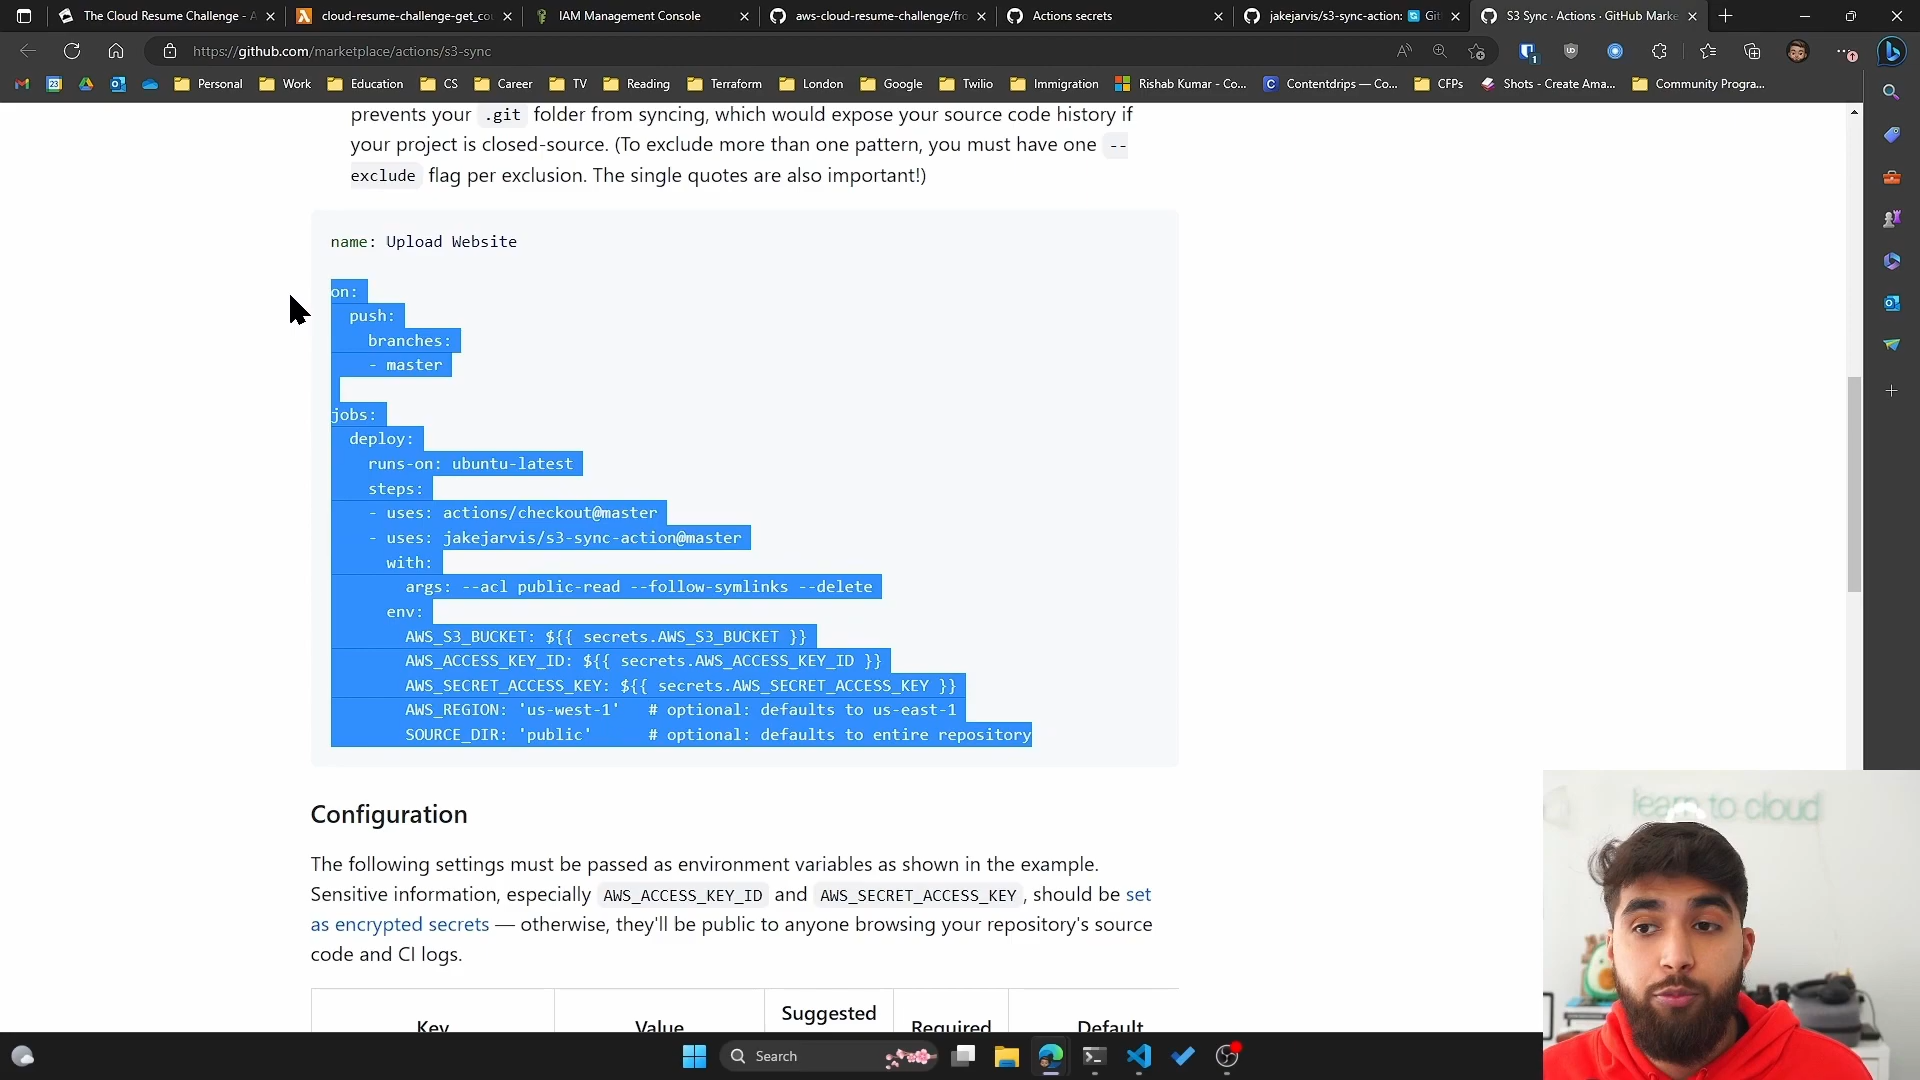 The Cloud Resume Challenge - A
cloud-resume-challenge-get_co
IAM Management Console
aws-cloud-resume-challenge/fro
Actions secrets
jakejarvis/s3-sync-action: Git
S3 Sync · Actions · GitHub Marke
https://github.com/marketplace/actions/s3-sync
Personal
Work
Education
CS
Career
TV
Reading
Terraform
London
Google
Twilio
Immigration
Rishab Kumar - Co...
Contentdrips — Co...
CFPs
Shots - Create Ama...
Community Progra...
prevents your .git folder from syncing, which would expose your source code history if
your project is closed-source. (To exclude more than one pattern, you must have one --
exclude flag per exclusion. The single quotes are also important!)
name: Upload Website
on:
push:
branches:
- master
jobs:
deploy:
runs-on: ubuntu-latest
steps:
- uses: actions/checkout@master
- uses: jakejarvis/s3-sync-action@master
with:
args: --acl public-read --follow-symlinks --delete
env:
AWS_S3_BUCKET: ${{ secrets.AWS_S3_BUCKET }}
AWS_ACCESS_KEY_ID: ${{ secrets.AWS_ACCESS_KEY_ID }}
AWS_SECRET_ACCESS_KEY: ${{ secrets.AWS_SECRET_ACCESS_KEY }}
AWS_REGION: 'us-west-1' # optional: defaults to us-east-1
SOURCE_DIR: 'public' # optional: defaults to entire repository
Configuration
The following settings must be passed as environment variables as shown in the example.
Sensitive information, especially AWS_ACCESS_KEY_ID and AWS_SECRET_ACCESS_KEY, should be set
as encrypted secrets — otherwise, they'll be public to anyone browsing your repository's source
code and CI logs.
Key
Value
Suggested
Required
Default
learn to cloud
Search